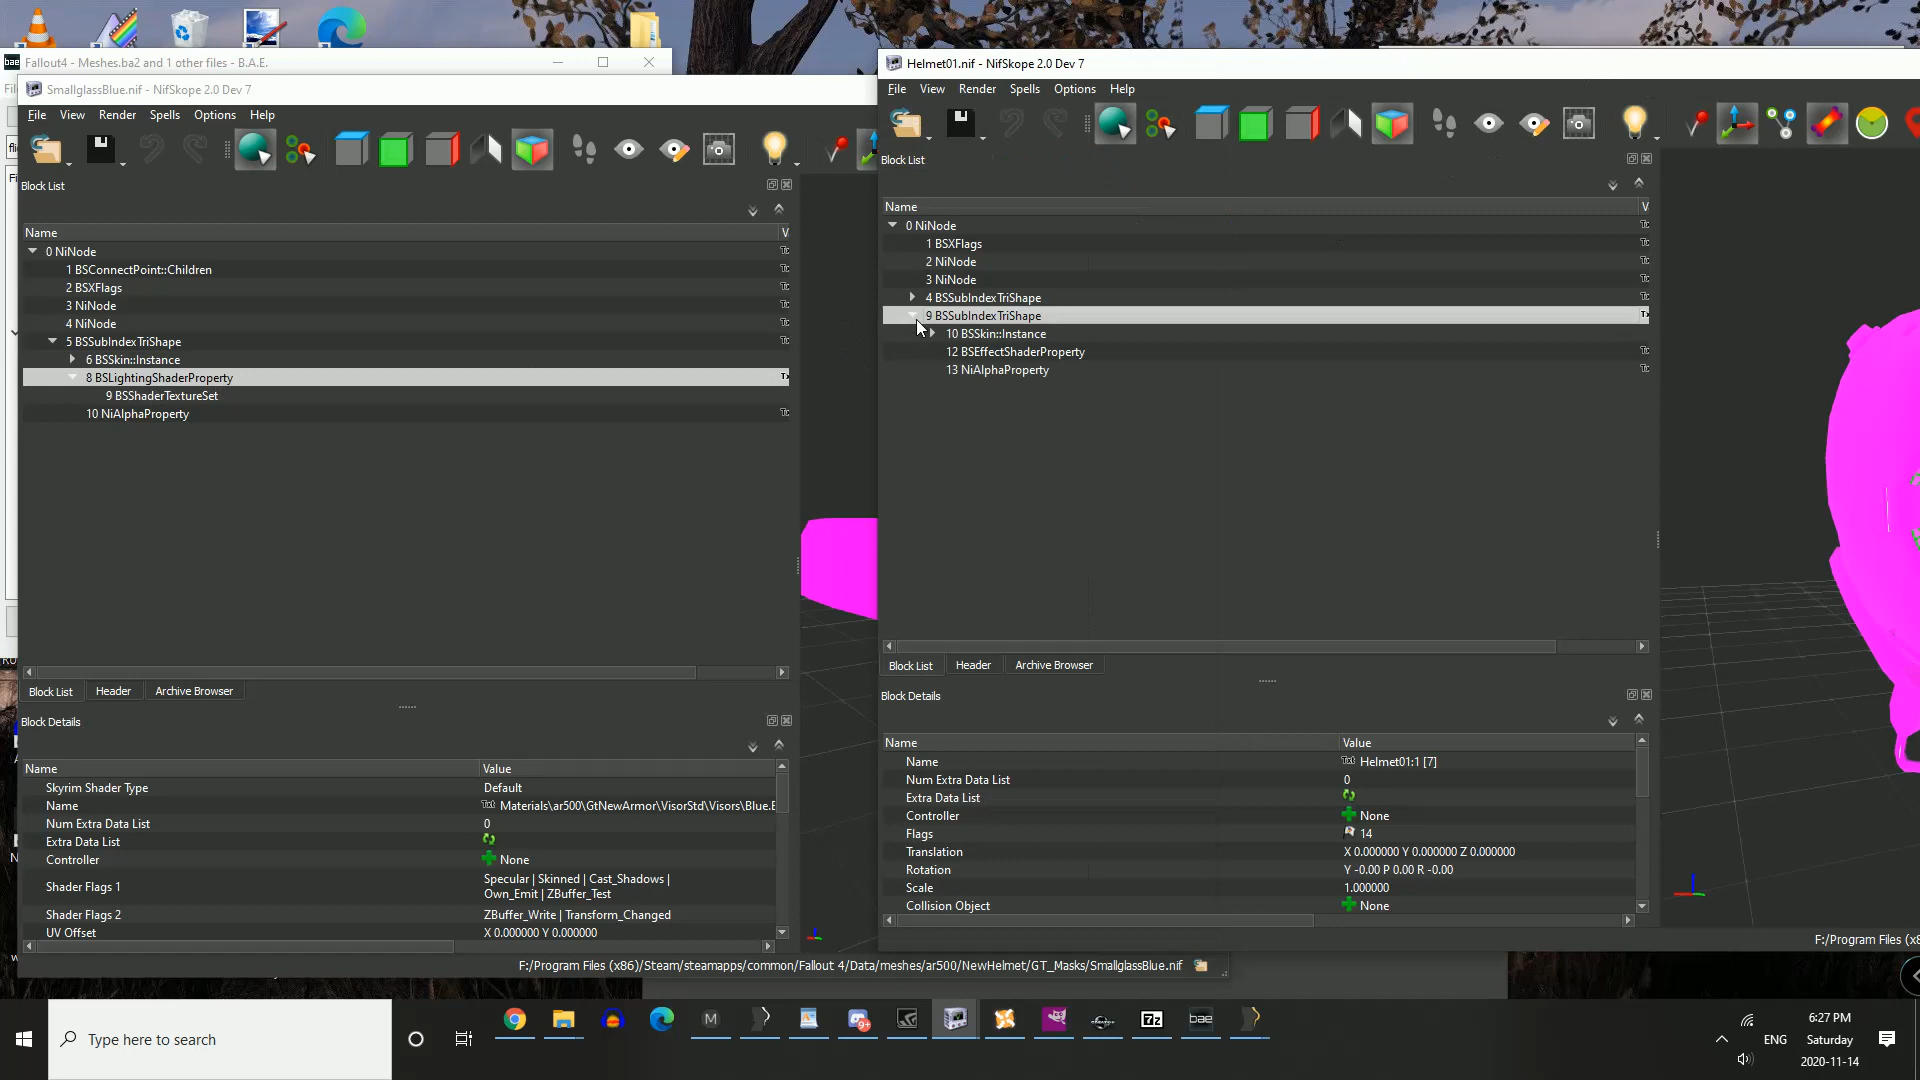 bae Fallout4 - Meshes.ba2 and 1 other files - B.A.E.
SmallglassBlue.nif - NifSkope 2.0 Dev 7
File View Render Spells Options Help
Block List
Name
0 NiNode
1 BSConnectPoint::Children
2 BSXFlags
3 NiNode
4 NiNode
5 BSSubIndexTriShape
6 BSSkin::Instance
8 BSLightingShaderProperty
9 BSShaderTextureSet
10 NiAlphaProperty
Block List Header Archive Browser
Block Details
Name Value
Skyrim Shader Type Default
Name Txt Materials\ar500\GtNewArmor\VisorStd\Visors\Blue.E
Num Extra Data List 0
Extra Data List
Controller None
Shader Flags 1 Specular | Skinned | Cast_Shadows |
Own_Emit | ZBuffer_Test
Shader Flags 2 ZBuffer_Write | Transform_Changed
UV Offset X 0.000000 Y 0.000000
F:/Program Files (x86)/Steam/steamapps/common/Fallout 4/Data/meshes/ar500/NewHelmet/GT_Masks/SmallglassBlue.nif
Helmet01.nif - NifSkope 2.0 Dev 7
File View Render Spells Options Help
Block List
Name V
0 NiNode
1 BSXFlags
2 NiNode
3 NiNode
4 BSSubIndexTriShape
9 BSSubIndexTriShape
10 BSSkin::Instance
12 BSEffectShaderProperty
13 NiAlphaProperty
Block List Header Archive Browser
Block Details
Name Value
Name Txt Helmet01:1 [7]
Num Extra Data List 0
Extra Data List
Controller None
Flags 14
Translation X 0.000000 Y 0.000000 Z 0.000000
Rotation Y -0.00 P 0.00 R -0.00
Scale 1.000000
Collision Object None
F:/Program Files (x8
Type here to search
M
9+
7z
bae
ENG
6:27 PM
Saturday
2020-11-14